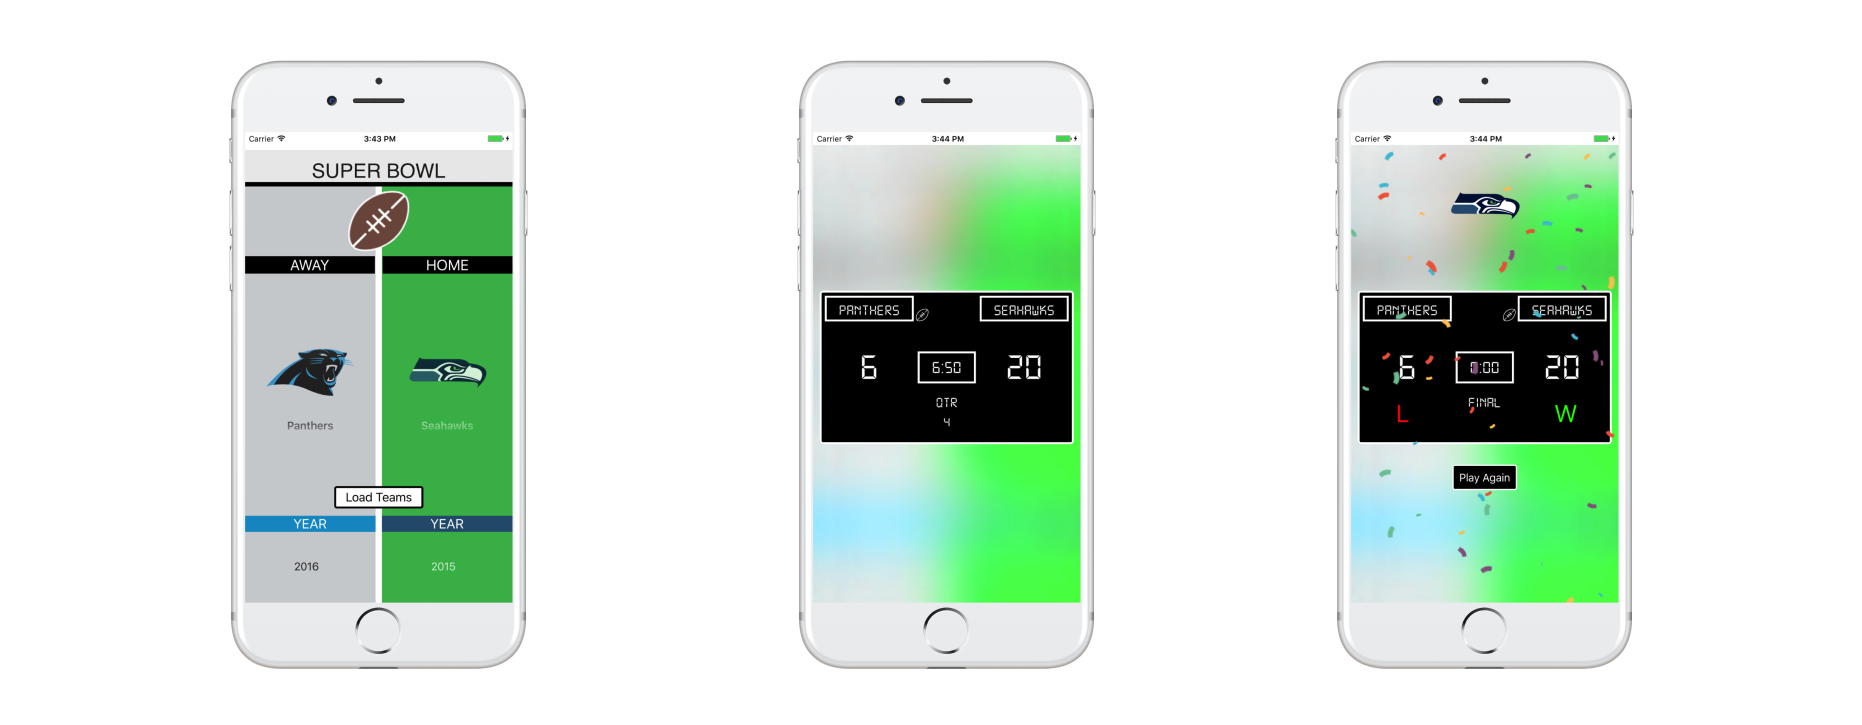 Carrier 3:43 PM
SUPER BOWL
AWAY HOME
Panthers Seahawks
Load Teams
YEAR YEAR
2016 2015
Carrier 3:44 PM
PANTHERS SEAHAWKS
6 6:50 20
QTR
4
Carrier 3:44 PM
PANTHERS SEAHAWKS
6 :00 20
FINAL
L W
Play Again